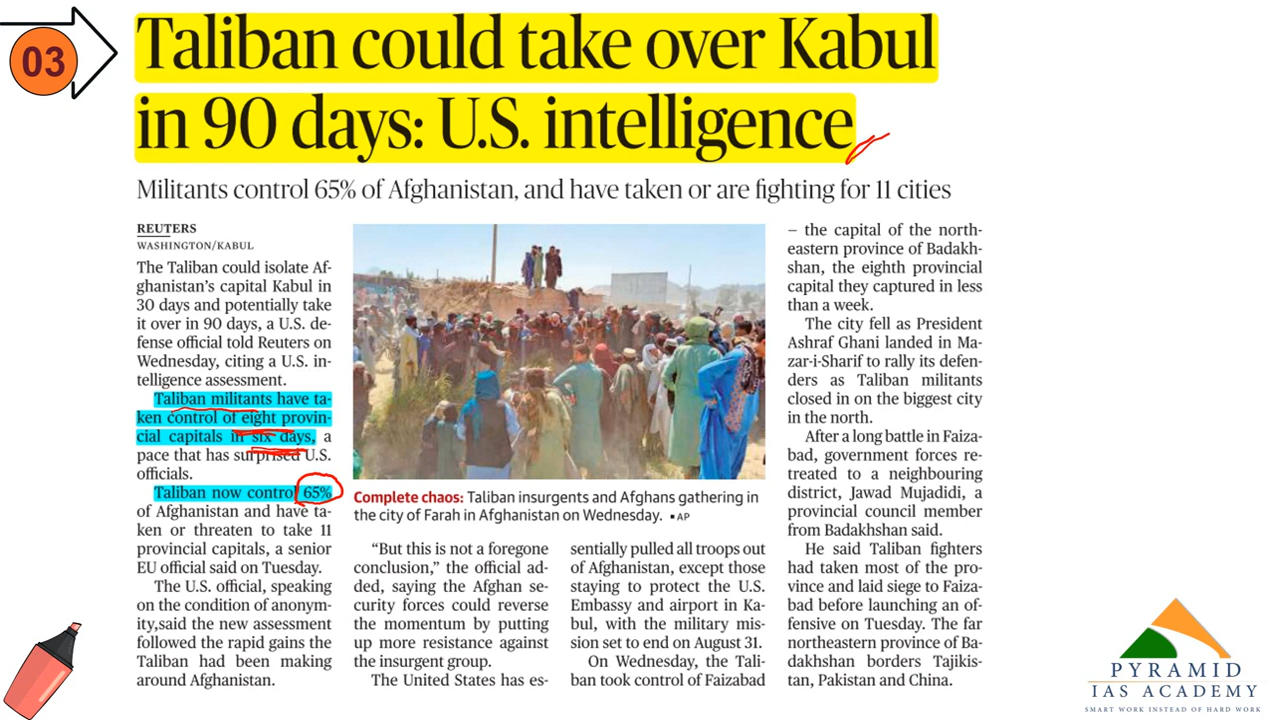 03
Taliban could take over Kabul
in 90 days: U.S. intelligence
Militants control 65% of Afghanistan, and have taken or are fighting for 11 cities
REUTERS
WASHINGTON/KABUL
The Taliban could isolate Af-
ghanistan's capital Kabul in
30 days and potentially take
it over in 90 days, a U.S. de-
fense official told Reuters on
Wednesday, citing a U.S. in-
telligence assessment.
Taliban militants have ta-
ken control of eight provin-
cial capitals in six days, a
pace that has surprised U.S.
officials.
Taliban now control 65%
of Afghanistan and have ta-
ken or threaten to take 11
provincial capitals, a senior
EU official said on Tuesday.
The U.S. official, speaking
on the condition of anonym-
ity,said the new assessment
followed the rapid gains the
Taliban had been making
around Afghanistan.
Complete chaos: Taliban insurgents and Afghans gathering in
the city of Farah in Afghanistan on Wednesday. ▪ AP
"But this is not a foregone
conclusion," the official ad-
ded, saying the Afghan se-
curity forces could reverse
the momentum by putting
up more resistance against
the insurgent group.
The United States has es-
sentially pulled all troops out
of Afghanistan, except those
staying to protect the U.S.
Embassy and airport in Ka-
bul, with the military mis-
sion set to end on August 31.
On Wednesday, the Tali-
ban took control of Faizabad
– the capital of the north-
eastern province of Badakh-
shan, the eighth provincial
capital they captured in less
than a week.
The city fell as President
Ashraf Ghani landed in Ma-
zar-i-Sharif to rally its defen-
ders as Taliban militants
closed in on the biggest city
in the north.
After a long battle in Faiza-
bad, government forces re-
treated to a neighbouring
district, Jawad Mujadidi, a
provincial council member
from Badakhshan said.
He said Taliban fighters
had taken most of the pro-
vince and laid siege to Faiza-
bad before launching an of-
fensive on Tuesday. The far
northeastern province of Ba-
dakhshan borders Tajikis-
tan, Pakistan and China.
PYRAMID
IAS ACADEMY
SMART WORK INSTEAD OF HARD WORK